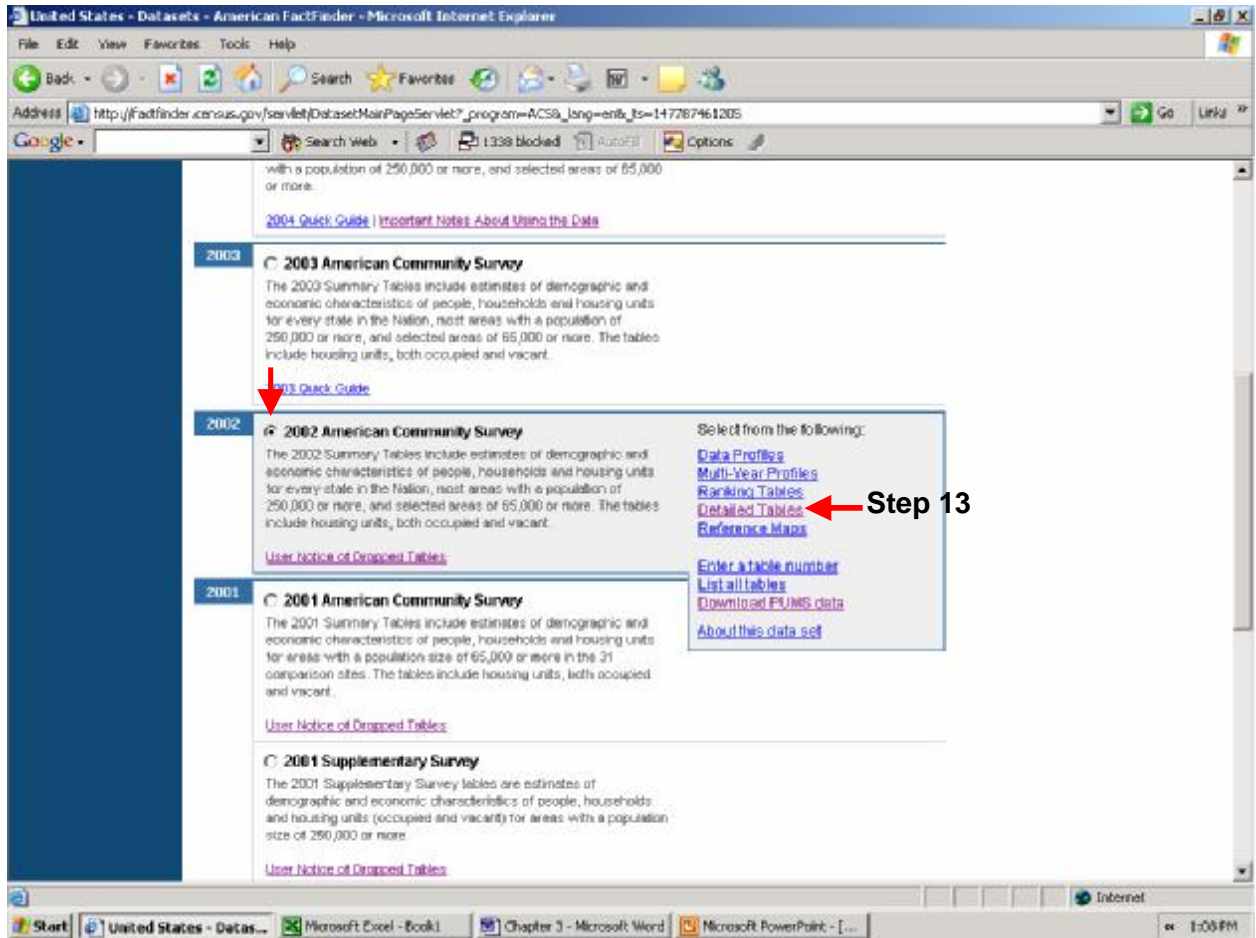 United States - Datasets - American FactFinder - Microsoft Internet Explorer
File Edit View Favorites Tools Help
Back Search Favorites
Address http://factfinder.census.gov/servlet/DatasetMainPageServlet?_program=ACS&_lang=en&_ts=147787461205 Go Links
Google Search Web 1338 blocked AutoFill Options
with a population of 250,000 or more, and selected areas of 65,000
or more.
2004 Quick Guide | Important Notes About Using the Data
2003
2003 American Community Survey
The 2003 Summary Tables include estimates of demographic and
economic characteristics of people, households and housing units
for every state in the Nation, most areas with a population of
250,000 or more, and selected areas of 65,000 or more. The tables
include housing units, both occupied and vacant.
2003 Quick Guide
2002
2002 American Community Survey
The 2002 Summary Tables include estimates of demographic and
economic characteristics of people, households and housing units
for every state in the Nation, most areas with a population of
250,000 or more, and selected areas of 65,000 or more. The tables
include housing units, both occupied and vacant.
User Notice of Dropped Tables
Select from the following:
Data Profiles
Multi-Year Profiles
Ranking Tables
Detailed Tables
Step 13
Reference Maps
Enter a table number
List all tables
Download PUMS data
About this data set
2001
2001 American Community Survey
The 2001 Summary Tables include estimates of demographic and
economic characteristics of people, households and housing units
for areas with a population size of 65,000 or more in the 31
comparison sites. The tables include housing units, both occupied
and vacant.
User Notice of Dropped Tables
2001 Supplementary Survey
The 2001 Supplementary Survey tables are estimates of
demographic and economic characteristics of people, households
and housing units (occupied and vacant) for areas with a population
size of 250,000 or more.
User Notice of Dropped Tables
Internet
Start United States - Datas... Microsoft Excel - Book1 Chapter 3 - Microsoft Word Microsoft PowerPoint - [... 1:08 PM